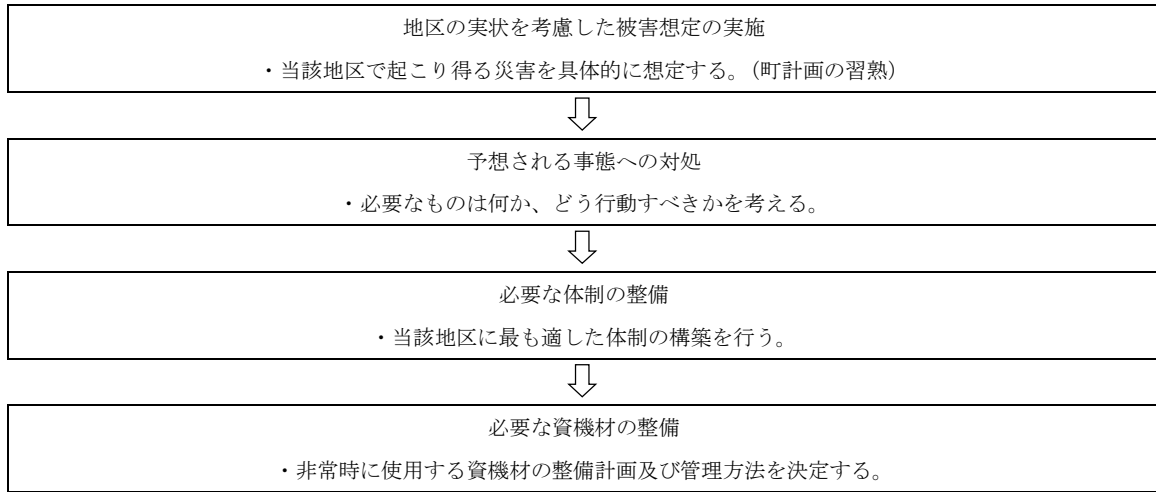 地区の実状を考慮した被害想定の実施
・当該地区で起こり得る災害を具体的に想定する。(町計画の習熟)
予想される事態への対処
・必要なものは何か、どう行動すべきかを考える。
必要な体制の整備
・当該地区に最も適した体制の構築を行う。
必要な資機材の整備
・非常時に使用する資機材の整備計画及び管理方法を決定する。